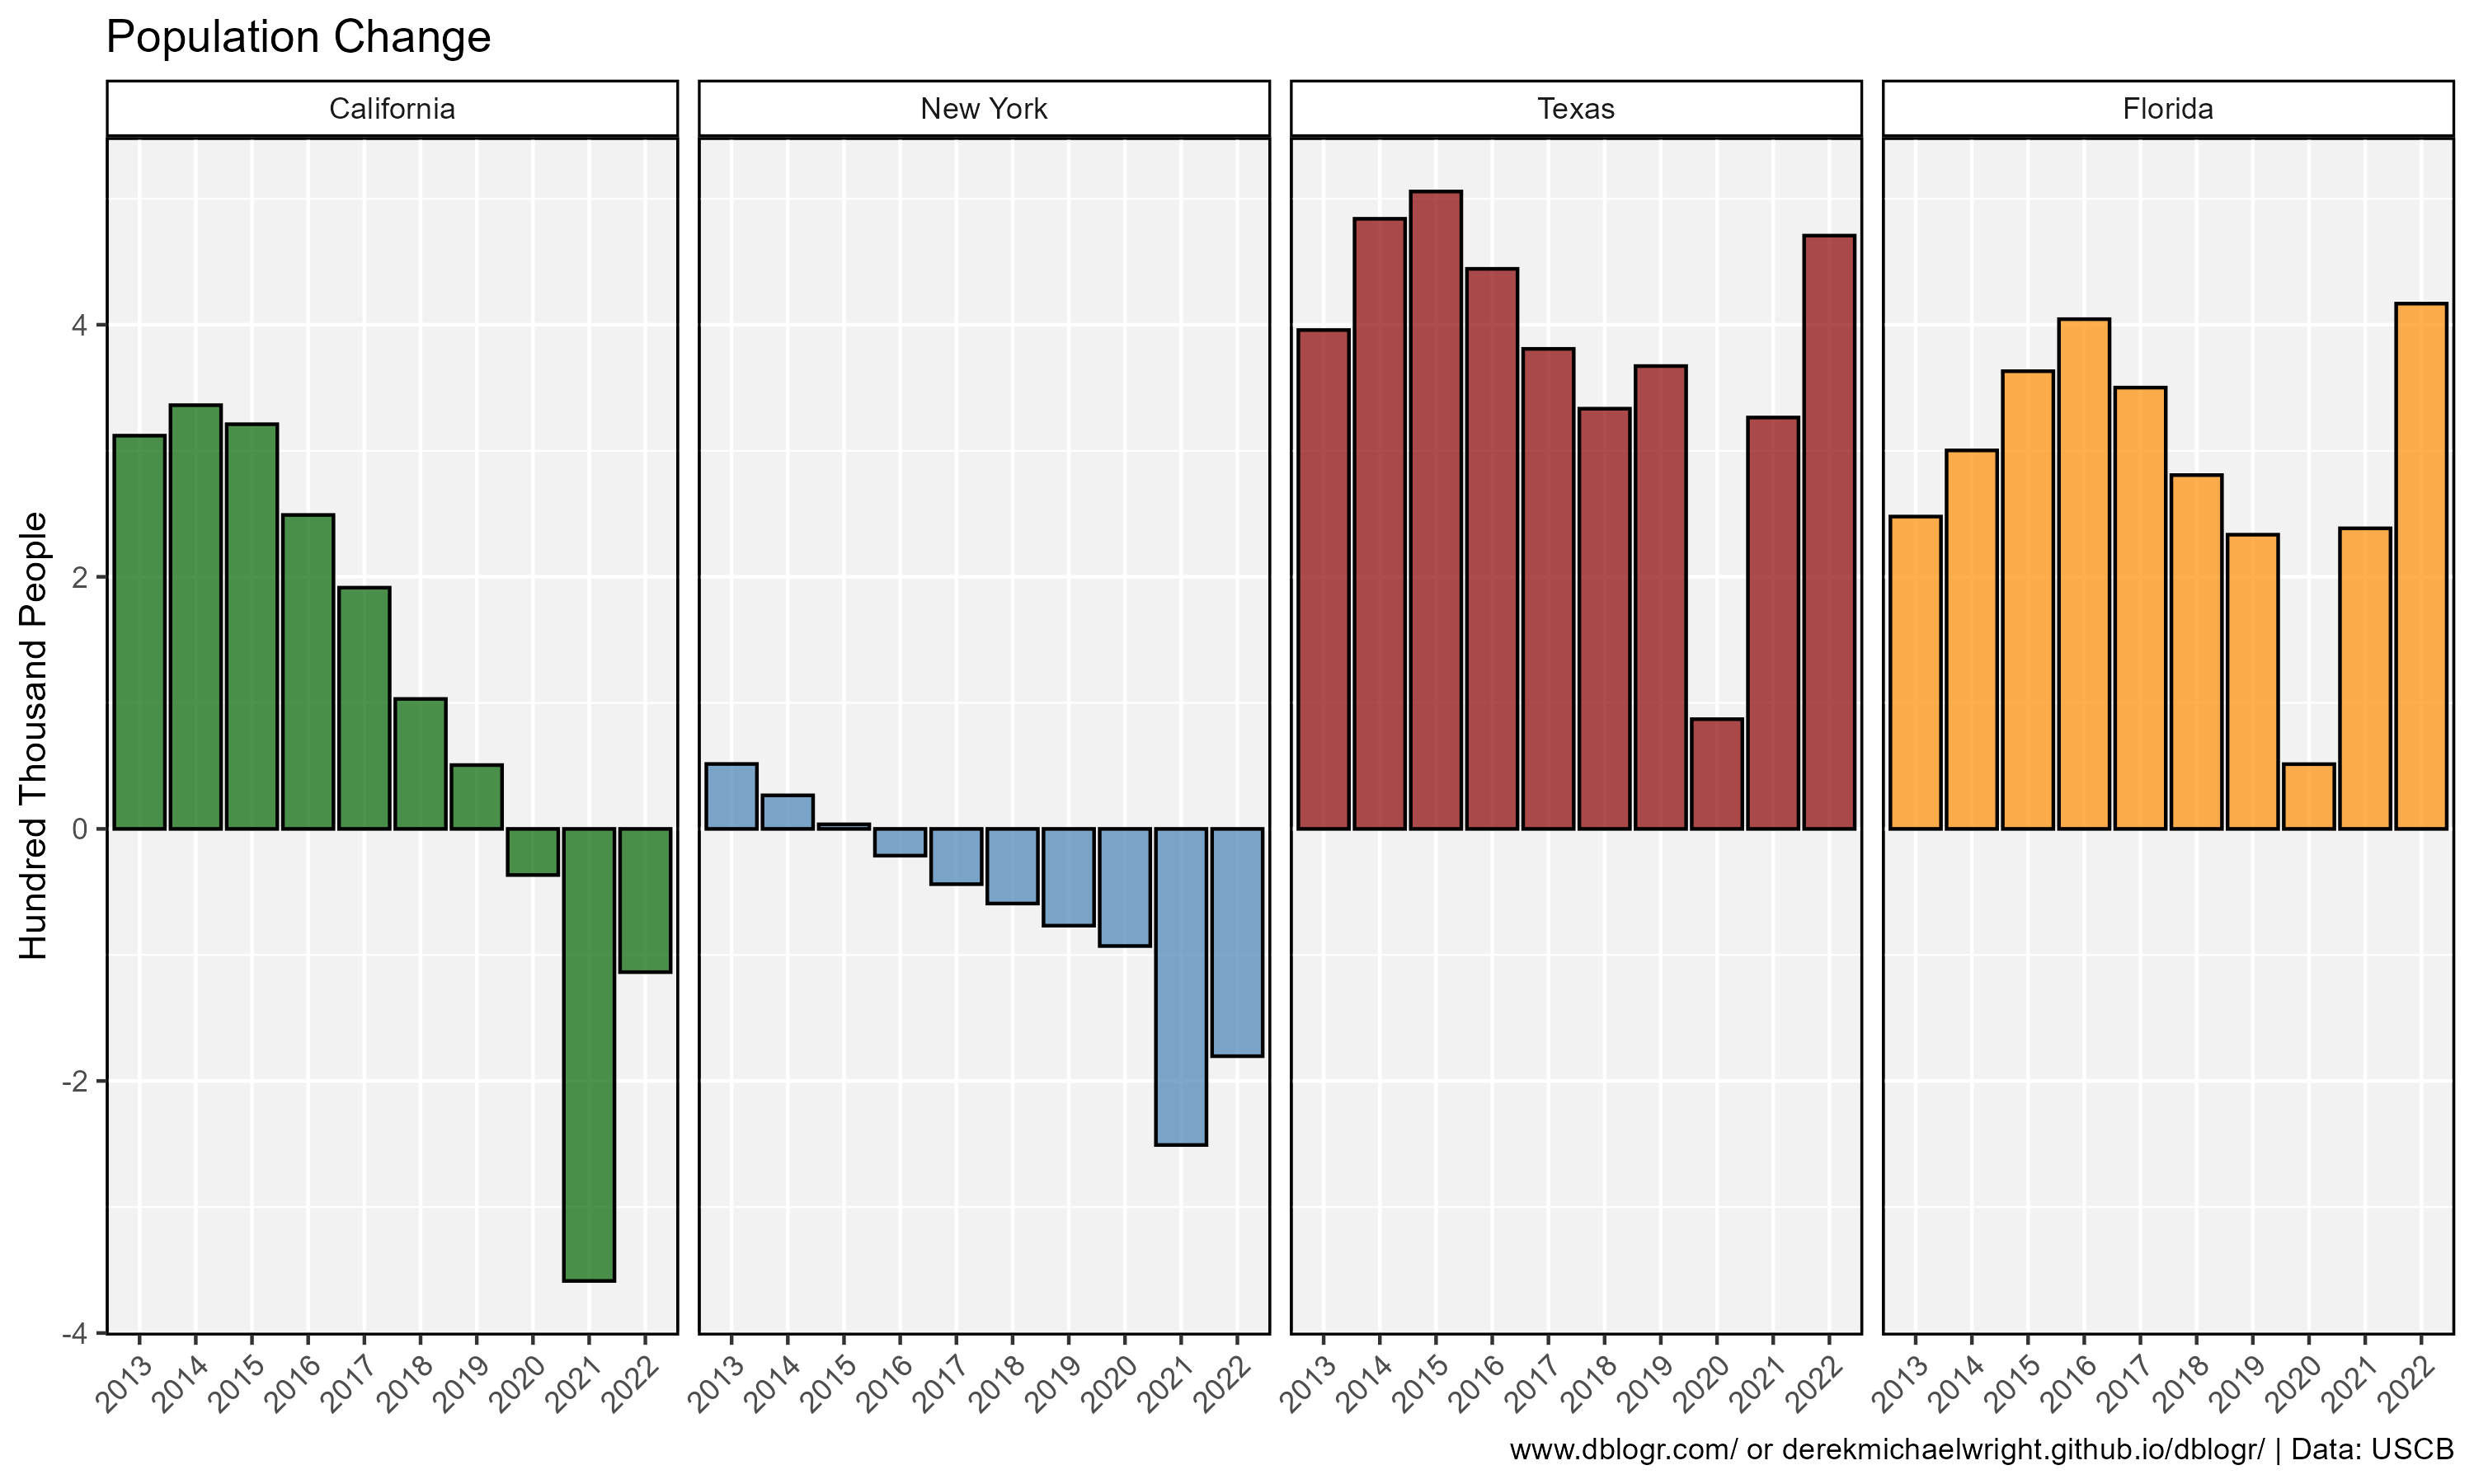 Population Change
California
New York
Texas
Florida
Hundred Thousand People
4
2
0
-2
-4
2013 2014 2015 2016 2017 2018 2019 2020 2021 2022
2013 2014 2015 2016 2017 2018 2019 2020 2021 2022
2013 2014 2015 2016 2017 2018 2019 2020 2021 2022
2013 2014 2015 2016 2017 2018 2019 2020 2021 2022
www.dblogr.com/ or derekmichaelwright.github.io/dblogr/ | Data: USCB